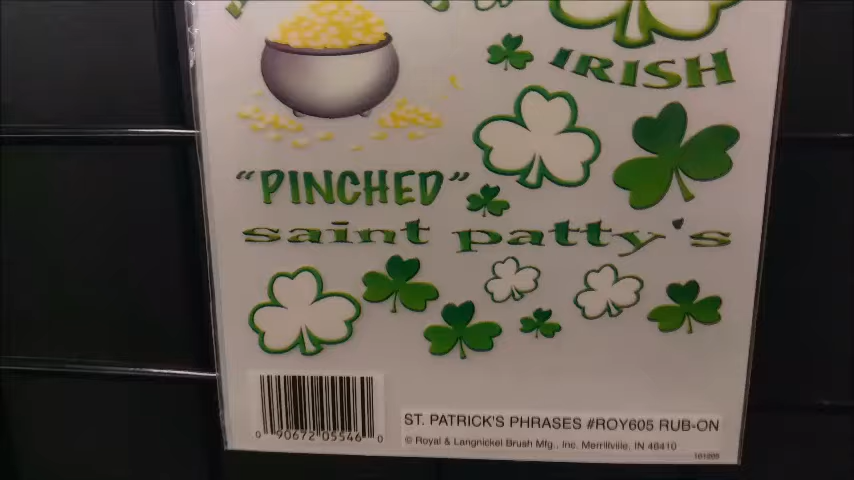 IRISH
"PINCHED"
saint patty's
0 90672 05546 0
ST. PATRICK'S PHRASES #ROY605 RUB-ON
© Royal & Langnickel Brush Mfg., Inc. Merrillville, IN 46410